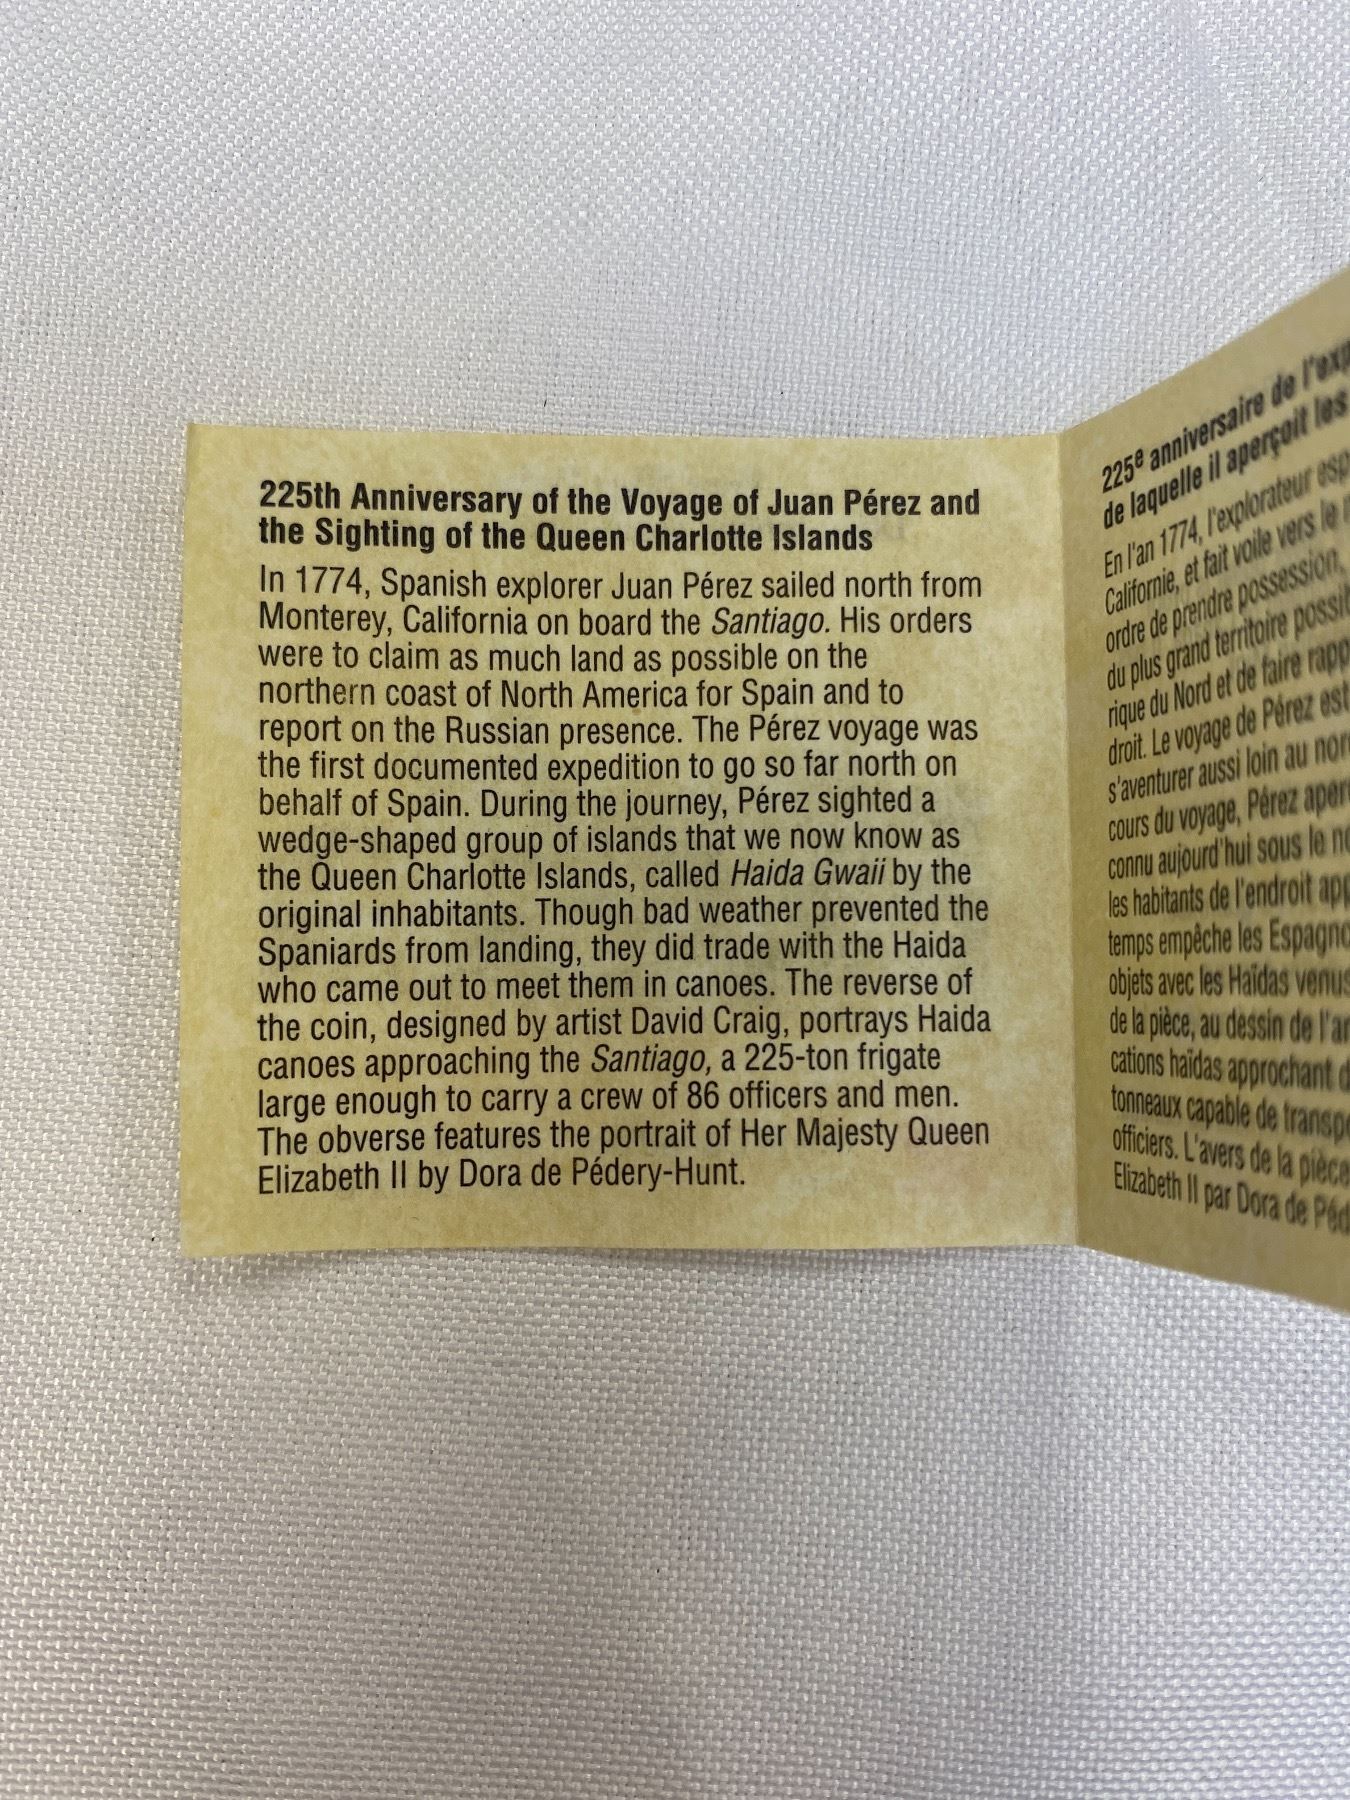 225th Anniversary of the Voyage of Juan Pérez and
the Sighting of the Queen Charlotte Islands
In 1774, Spanish explorer Juan Pérez sailed north from
Monterey, California on board the Santiago. His orders
were to claim as much land as possible on the
northern coast of North America for Spain and to
report on the Russian presence. The Pérez voyage was
the first documented expedition to go so far north on
behalf of Spain. During the journey, Pérez sighted a
wedge-shaped group of islands that we now know as
the Queen Charlotte Islands, called Haida Gwaii by the
original inhabitants. Though bad weather prevented the
Spaniards from landing, they did trade with the Haida
who came out to meet them in canoes. The reverse of
the coin, designed by artist David Craig, portrays Haida
canoes approaching the Santiago, a 225-ton frigate
large enough to carry a crew of 86 officers and men.
The obverse features the portrait of Her Majesty Queen
Elizabeth II by Dora de Pédery-Hunt.
225e anniversaire de
de laquelle il aperçoit les
En l'an 1774, l'explorateur
Californie, et fait voile vers le
ordre de prendre possession,
du plus grand territoire
rique du Nord et de faire
droit. Le voyage de Pérez est
s'aventurer aussi loin au
cours du voyage, Pérez
connu aujourd'hui sous le
les habitants de l'endroit
temps empêche les
objets avec les Haïdas
de la pièce, au dessin de
cations haïdas approchant
tonneaux capable de
officiers. L'avers de la pièce
Elizabeth II par Dora de